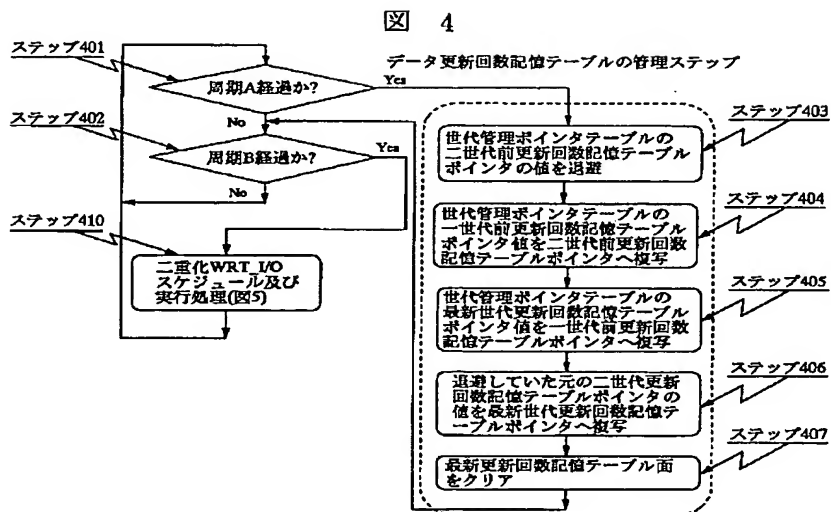 図 4
ステップ401
周期A経過か?
Yes
No
ステップ402
周期B経過か?
Yes
No
ステップ410
二重化WRT_I/O
スケジュール及び
実行処理(図5)
データ更新回数記憶テーブルの管理ステップ
ステップ403
世代管理ポインタテーブルの
二世代前更新回数記憶テーブル
ポインタの値を退避
ステップ404
世代管理ポインタテーブルの
一世代前更新回数記憶テーブル
ポインタ値を二世代前更新回数
記憶テーブルポインタへ複写
ステップ405
世代管理ポインタテーブルの
最新世代更新回数記憶テーブル
ポインタ値を一世代前更新回数
記憶テーブルポインタへ複写
ステップ406
退避していた元の二世代更新
回数記憶テーブルポインタの
値を最新世代更新回数記憶テ
ーブルポインタへ複写
ステップ407
最新更新回数記憶テーブル面
をクリア